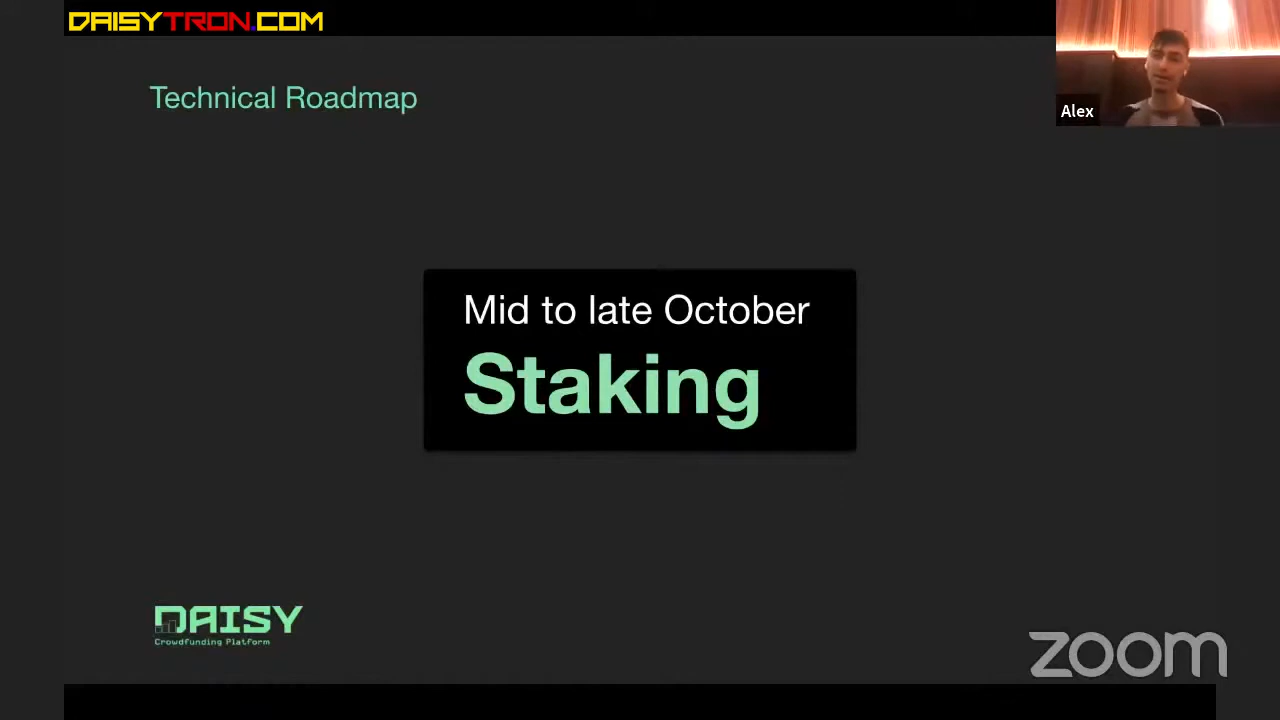 DAISYTRON.COM
Technical Roadmap
Alex
Mid to late October
Staking
DAISY
Crowdfunding Platform
zoom